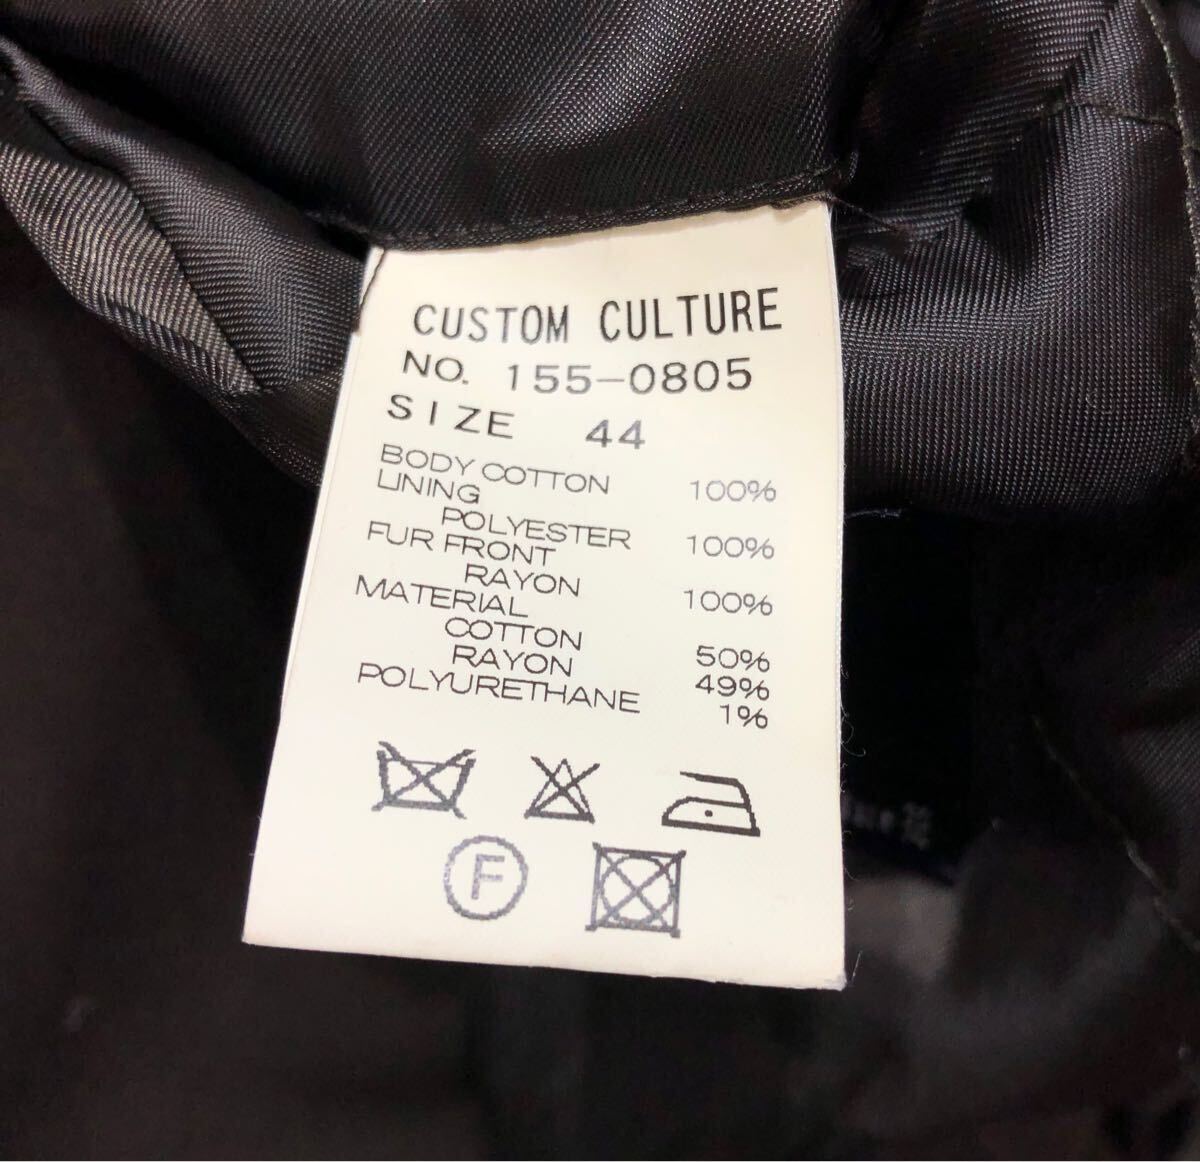 CUSTOM CULTURE
NO. 155-0805
SIZE 44
BODY COTTON 100%
LINING
POLYESTER 100%
FUR FRONT
RAYON 100%
MATERIAL
COTTON 50%
RAYON 49%
POLYURETHANE 1%
F